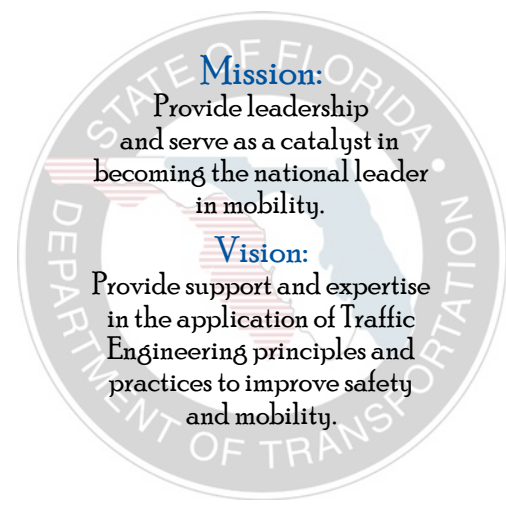 STATE OF FLORIDA
Mission:
Provide leadership
and serve as a catalyst in
becoming the national leader
in mobility.
Vision:
Provide support and expertise
in the application of Traffic
Engineering principles and
practices to improve safety
and mobility.
DEPARTMENT OF TRANSPORTATION